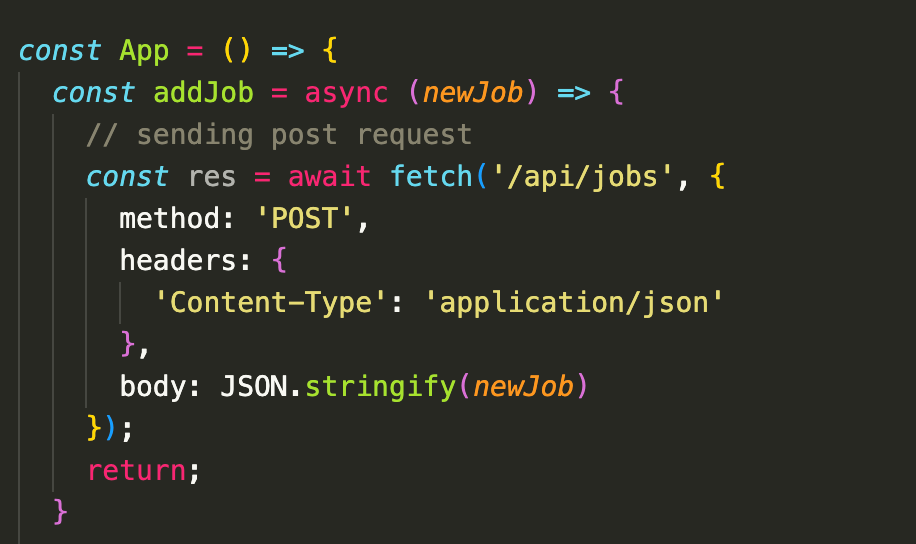 const App = () => {
const addJob = async (newJob) => {
// sending post request
const res = await fetch('/api/jobs', {
method: 'POST',
headers: {
'Content-Type': 'application/json'
},
body: JSON.stringify(newJob)
});
return;
}